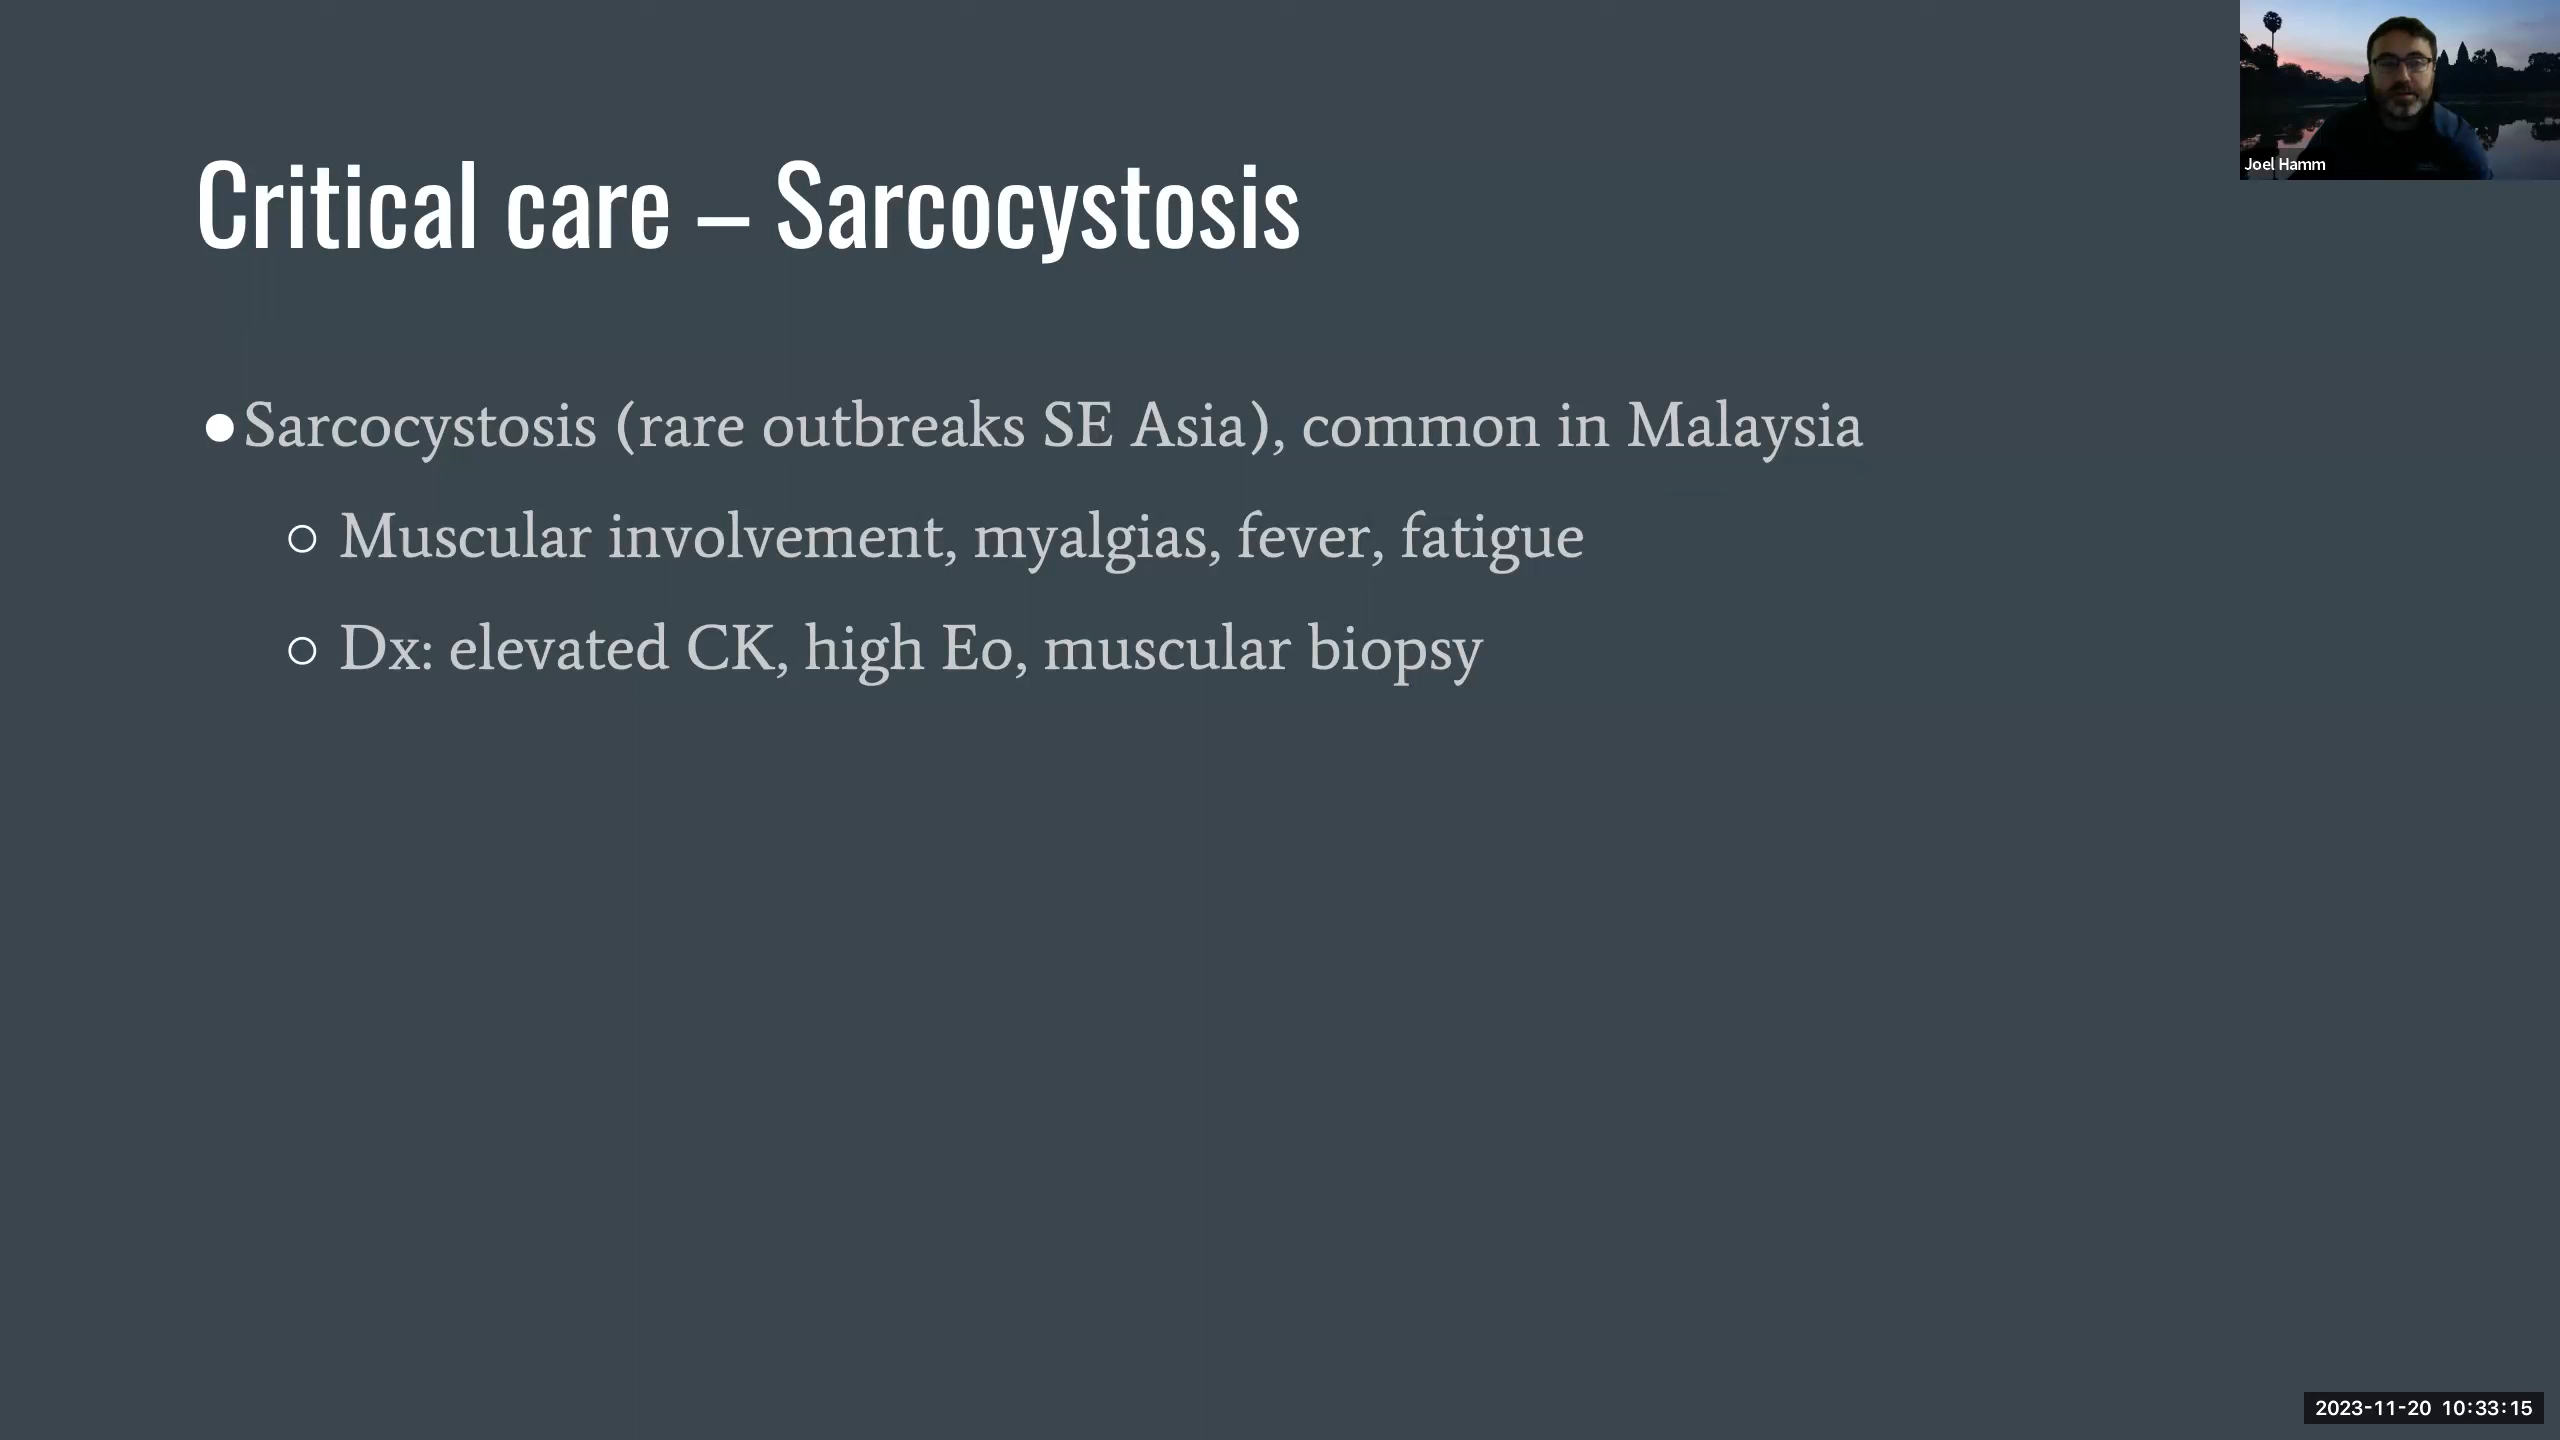 Joel Hamm
Critical care – Sarcocystosis
●Sarcocystosis (rare outbreaks SE Asia), common in Malaysia
○ Muscular involvement, myalgias, fever, fatigue
○ Dx: elevated CK, high Eo, muscular biopsy
2023-11-20 10:33:15